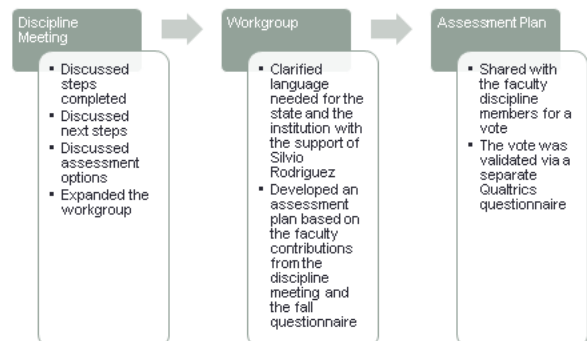 Discipline
Meeting
▪ Discussed
steps
completed
▪ Discussed
next steps
▪ Discussed
assessment
options
▪ Expanded the
workgroup
Workgroup
▪ Clarified
language
needed for the
state and the
institution with
the support of
Silvio
Rodriguez
▪ Developed an
assessment
plan based on
the faculty
contributions
from the
discipline
meeting and
the fall
questionnaire
Assessment Plan
▪ Shared with
the faculty
discipline
members for a
vote
▪ The vote was
validated via a
separate
Qualtrics
questionnaire